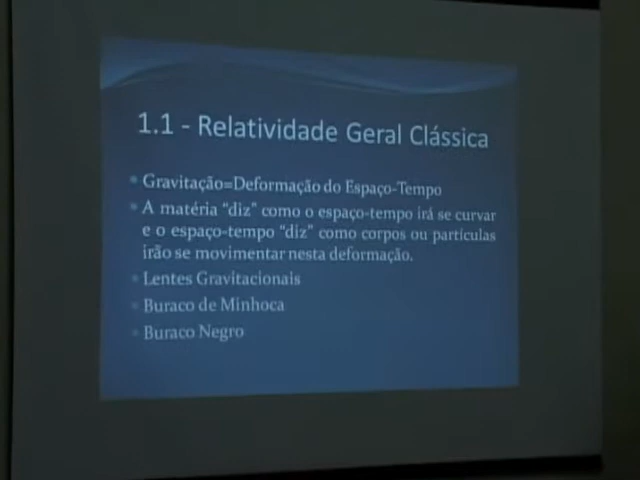 1.1 - Relatividade Geral Clássica
Gravitação=Deformação do Espaço-Tempo
A matéria “diz” como o espaço-tempo irá se curvar
e o espaço-tempo “diz” como corpos ou partículas
irão se movimentar nesta deformação.
Lentes Gravitacionais
Buraco de Minhoca
Buraco Negro